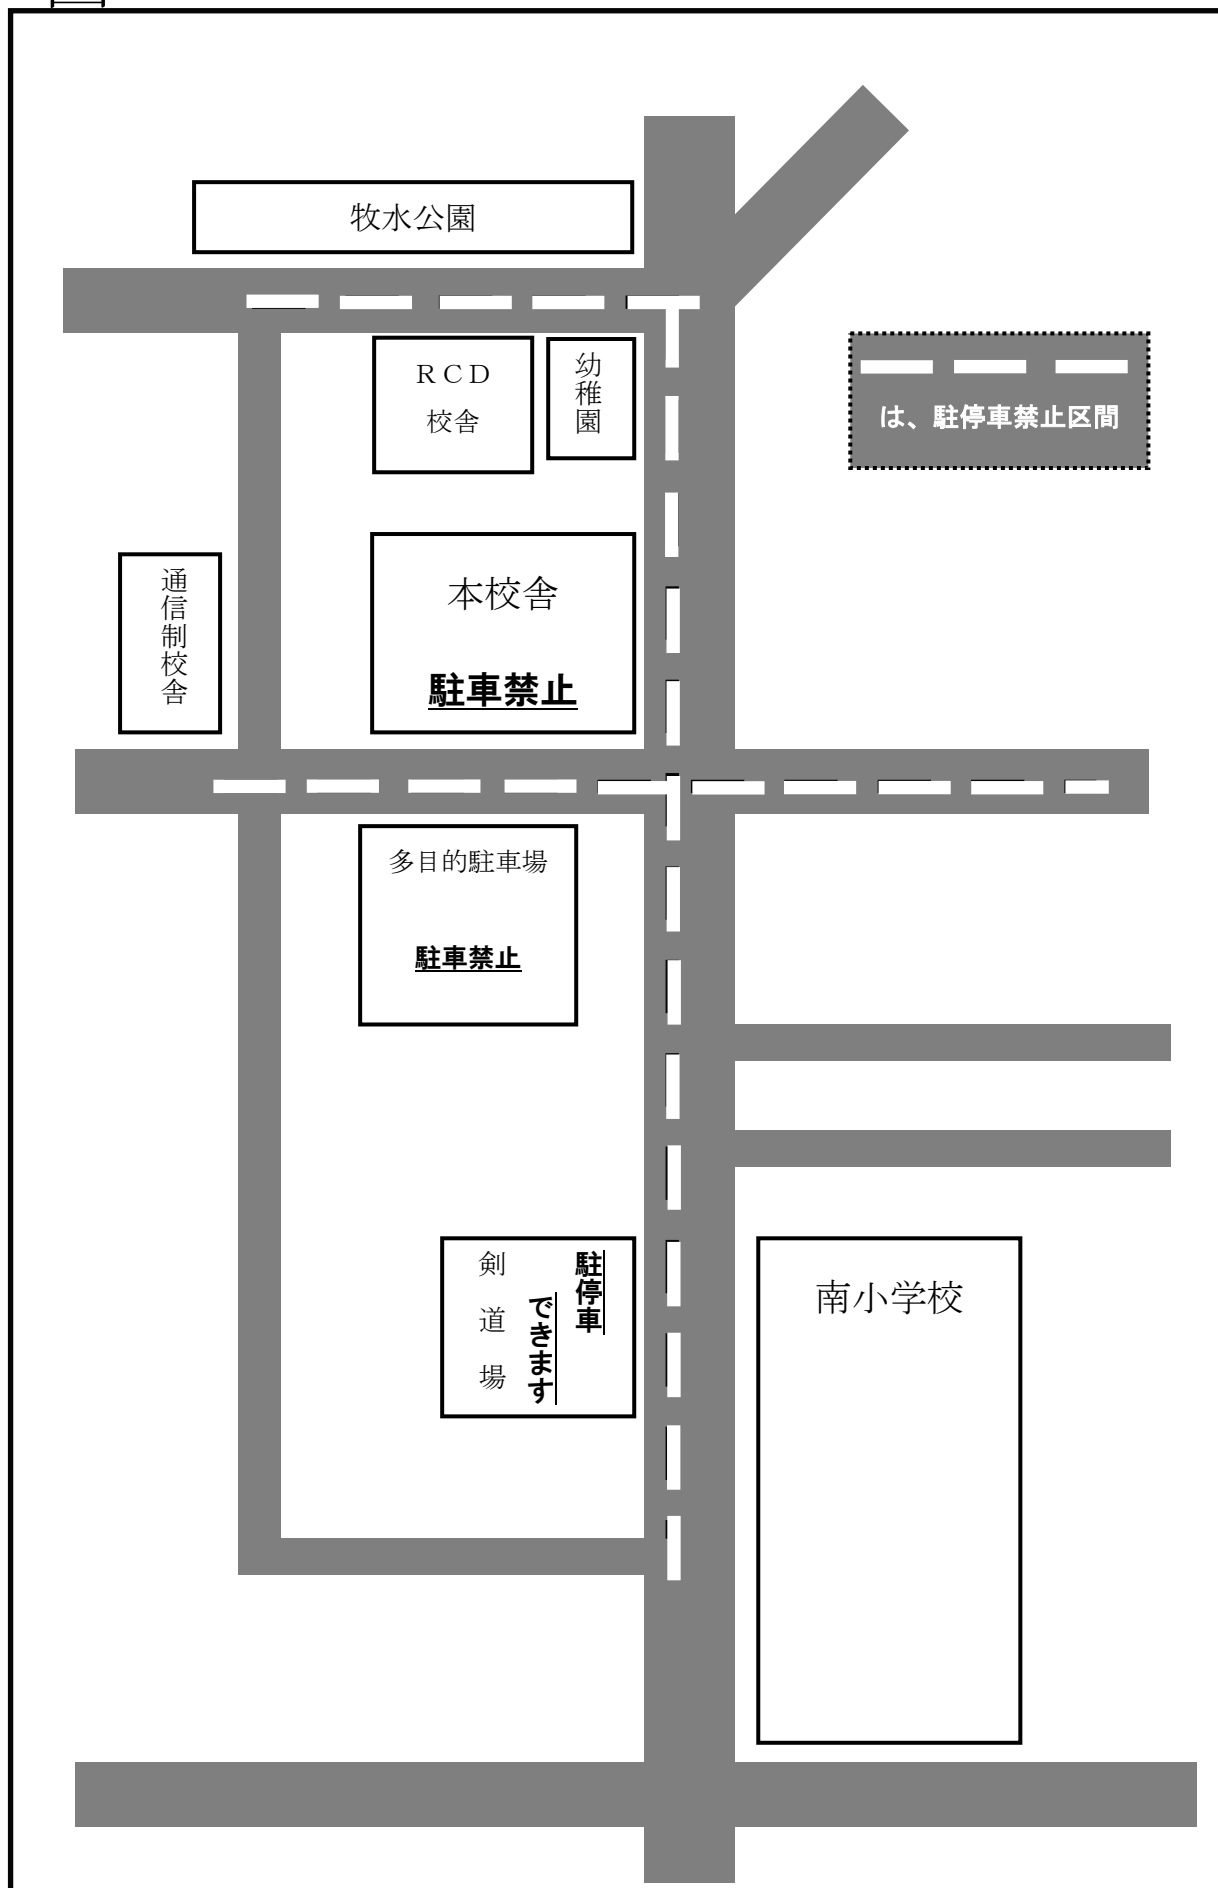 牧水公園
ＲＣＤ
校舎
幼稚園
は、駐停車禁止区間
通信制校舎
本校舎
駐車禁止
多目的駐車場
駐車禁止
駐停車
できます
剣道場
南小学校